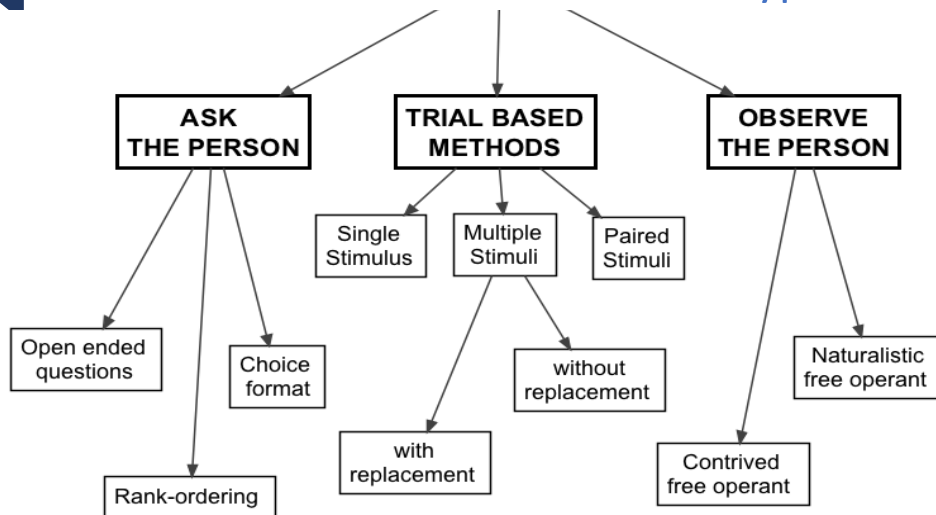 ASK
THE PERSON
TRIAL BASED
METHODS
OBSERVE
THE PERSON
Single
Stimulus
Multiple
Stimuli
Paired
Stimuli
Open ended
questions
Choice
format
without
replacement
Naturalistic
free operant
with
replacement
Contrived
free operant
Rank-ordering